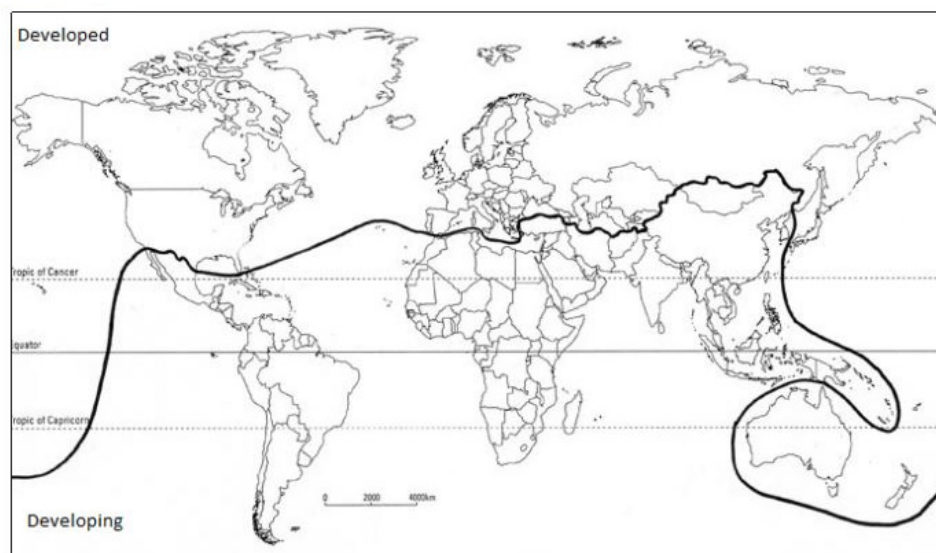 Developed
Tropic of Cancer
Equator
Tropic of Capricorn
0 2000 4000km
Developing